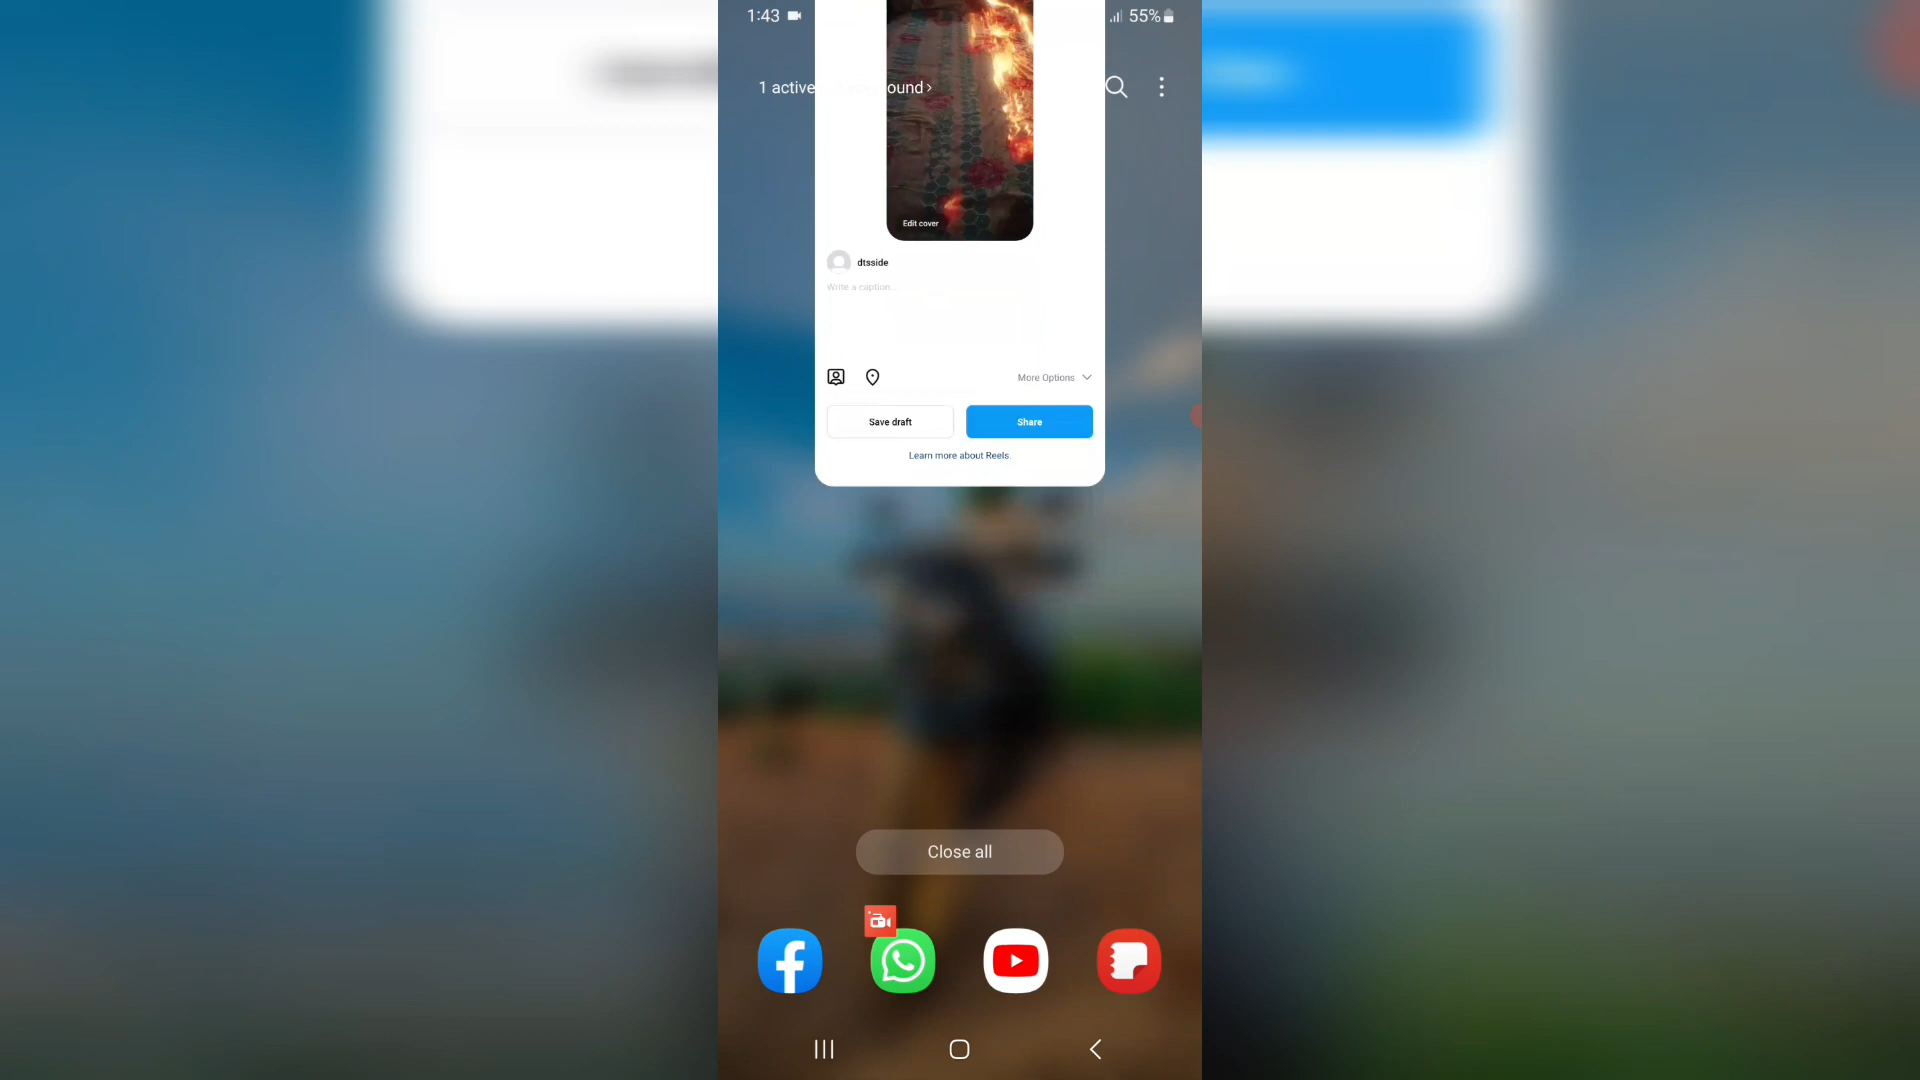 1:43
55%
1 active
ound ›
Edit cover
dtsside
Write a caption...
More Options
Save draft
Share
Learn more about Reels.
Close all